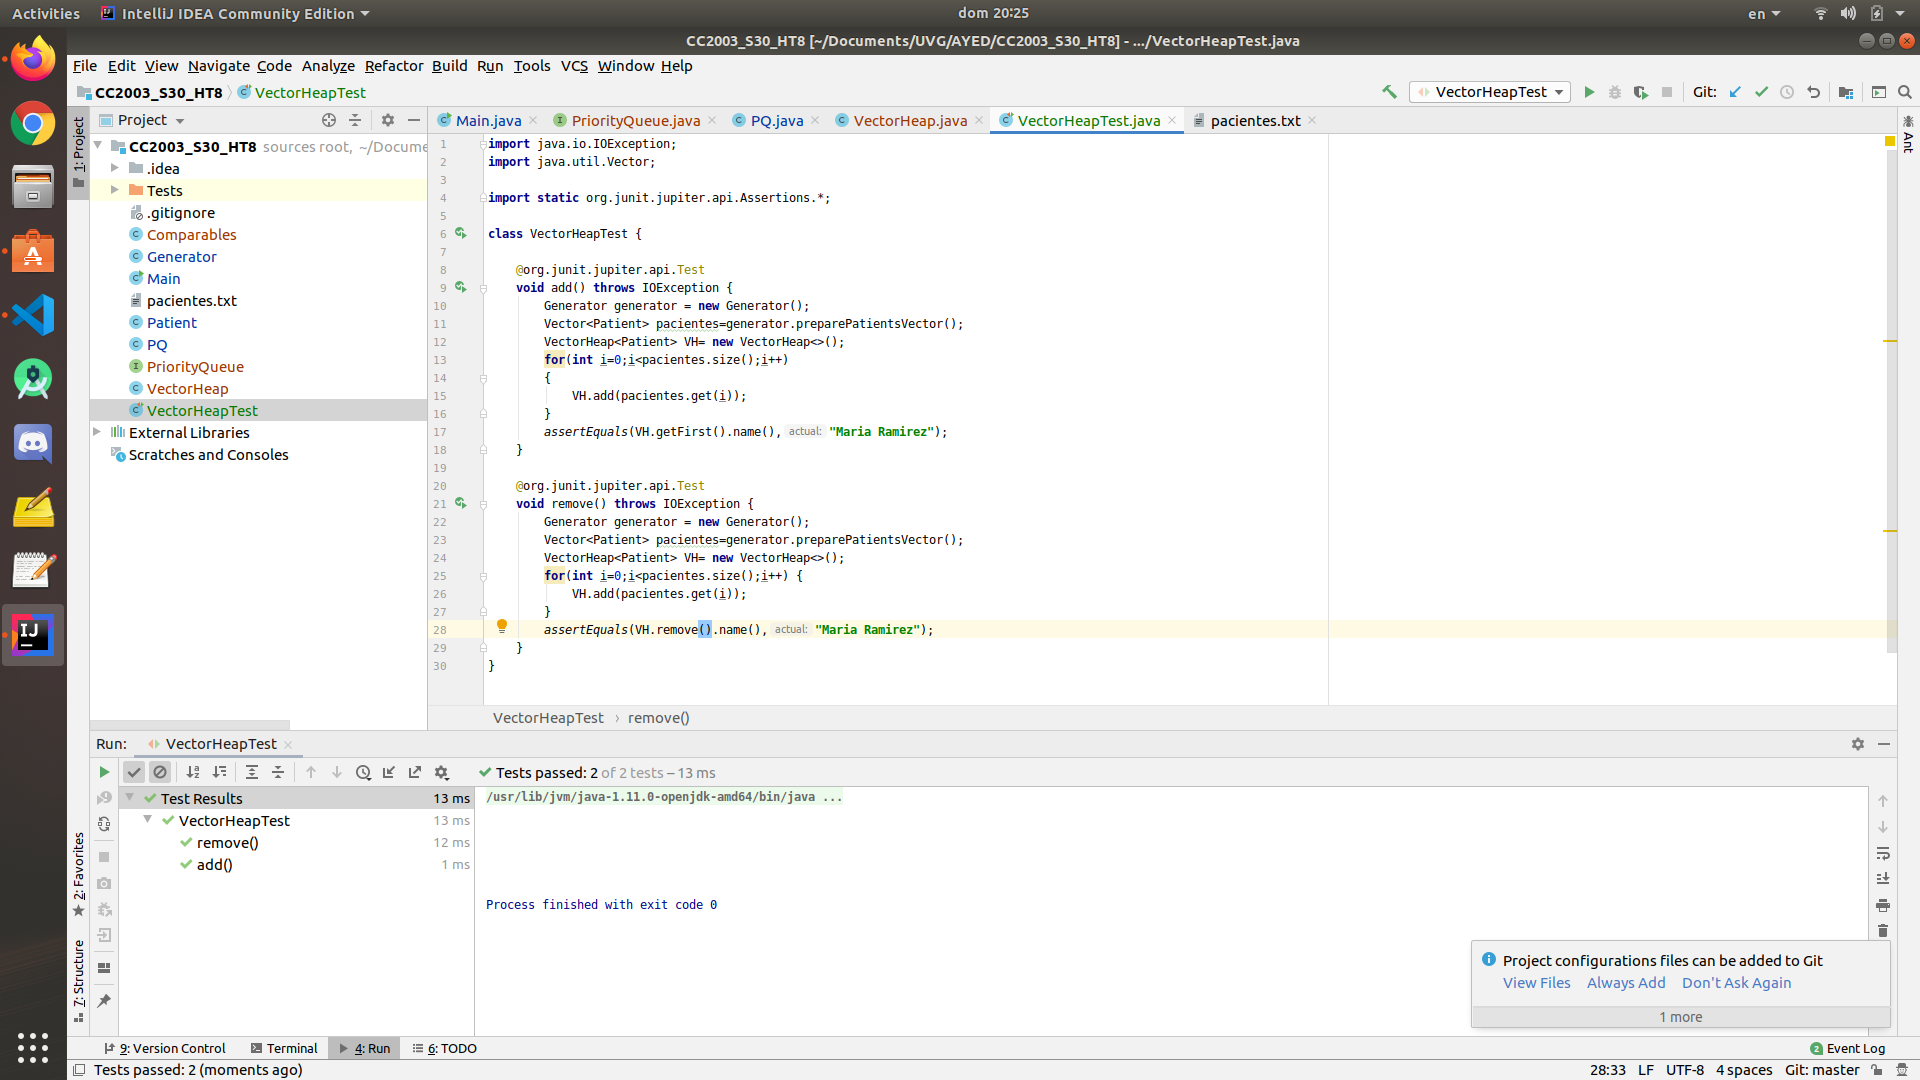 Activities IntelliJ IDEA Community Edition dom 20:25 en
CC2003_S30_HT8 [~/Documents/UVG/AYED/CC2003_S30_HT8] - .../VectorHeapTest.java
File Edit View Navigate Code Analyze Refactor Build Run Tools VCS Window Help
CC2003_S30_HT8 VectorHeapTest VectorHeapTest Git:
1: Project
Project
Main.java PriorityQueue.java PQ.java VectorHeap.java VectorHeapTest.java pacientes.txt
Ant
CC2003_S30_HT8 sources root, ~/Docume
.idea
Tests
.gitignore
Comparables
Generator
Main
pacientes.txt
Patient
PQ
PriorityQueue
VectorHeap
VectorHeapTest
External Libraries
Scratches and Consoles
1 import java.io.IOException;
2 import java.util.Vector;
3
4 import static org.junit.jupiter.api.Assertions.*;
5
6 class VectorHeapTest {
7
8 @org.junit.jupiter.api.Test
9 void add() throws IOException {
10 Generator generator = new Generator();
11 Vector<Patient> pacientes=generator.preparePatientsVector();
12 VectorHeap<Patient> VH= new VectorHeap<>();
13 for(int i=0;i<pacientes.size();i++)
14 {
15 VH.add(pacientes.get(i));
16 }
17 assertEquals(VH.getFirst().name(), actual: "Maria Ramirez");
18 }
19
20 @org.junit.jupiter.api.Test
21 void remove() throws IOException {
22 Generator generator = new Generator();
23 Vector<Patient> pacientes=generator.preparePatientsVector();
24 VectorHeap<Patient> VH= new VectorHeap<>();
25 for(int i=0;i<pacientes.size();i++) {
26 VH.add(pacientes.get(i));
27 }
28 assertEquals(VH.remove().name(), actual: "Maria Ramirez");
29 }
30 }
VectorHeapTest › remove()
Run: VectorHeapTest
Tests passed: 2 of 2 tests – 13 ms
Test Results 13 ms
VectorHeapTest 13 ms
remove() 12 ms
add() 1 ms
/usr/lib/jvm/java-1.11.0-openjdk-amd64/bin/java ...
Process finished with exit code 0
2: Favorites
7: Structure
Project configurations files can be added to Git
View Files Always Add Don't Ask Again
1 more
9: Version Control Terminal 4: Run 6: TODO 2 Event Log
Tests passed: 2 (moments ago) 28:33 LF UTF-8 4 spaces Git: master